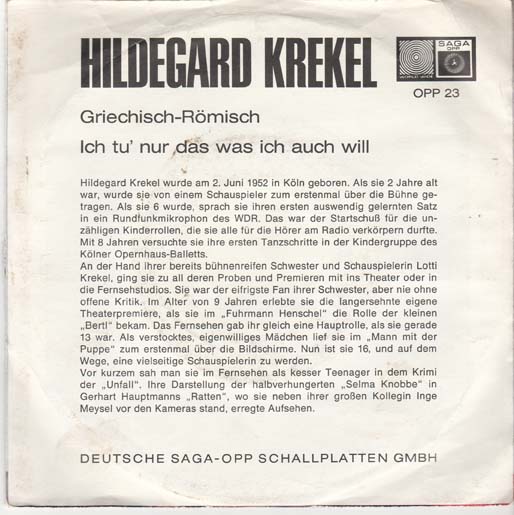 HILDEGARD KREKEL
SAGA
OPP
OPP 23
Griechisch-Römisch
Ich tu' nur das was ich auch will
Hildegard Krekel wurde am 2. Juni 1952 in Köln geboren. Als sie 2 Jahre alt
war, wurde sie von einem Schauspieler zum erstenmal über die Bühne ge-
tragen. Als sie 6 wurde, sprach sie ihren ersten auswendig gelernten Satz
in ein Rundfunkmikrophon des WDR. Das war der Startschuß für die un-
zähligen Kinderrollen, die sie alle für die Hörer am Radio verkörpern durfte.
Mit 8 Jahren versuchte sie ihre ersten Tanzschritte in der Kindergruppe des
Kölner Opernhaus-Balletts.
An der Hand ihrer bereits bühnenreifen Schwester und Schauspielerin Lotti
Krekel, ging sie zu all deren Proben und Premieren mit ins Theater oder in
die Fernsehstudios. Sie war der eifrigste Fan ihrer Schwester, aber nie ohne
offene Kritik. Im Alter von 9 Jahren erlebte sie die langersehnte eigene
Theaterpremiere, als sie im „Fuhrmann Henschel" die Rolle der kleinen
„Bertl" bekam. Das Fernsehen gab ihr gleich eine Hauptrolle, als sie gerade
13 war. Als verstocktes, eigenwilliges Mädchen lief sie im „Mann mit der
Puppe" zum erstenmal über die Bildschirme. Nun ist sie 16, und auf dem
Wege, eine vielseitige Schauspielerin zu werden.
Vor kurzem sah man sie im Fernsehen als kesser Teenager in dem Krimi
der „Unfall". Ihre Darstellung der halbverhungerten „Selma Knobbe" in
Gerhart Hauptmanns „Ratten", wo sie neben ihrer großen Kollegin Inge
Meysel vor den Kameras stand, erregte Aufsehen.
DEUTSCHE SAGA-OPP SCHALLPLATTEN GMBH